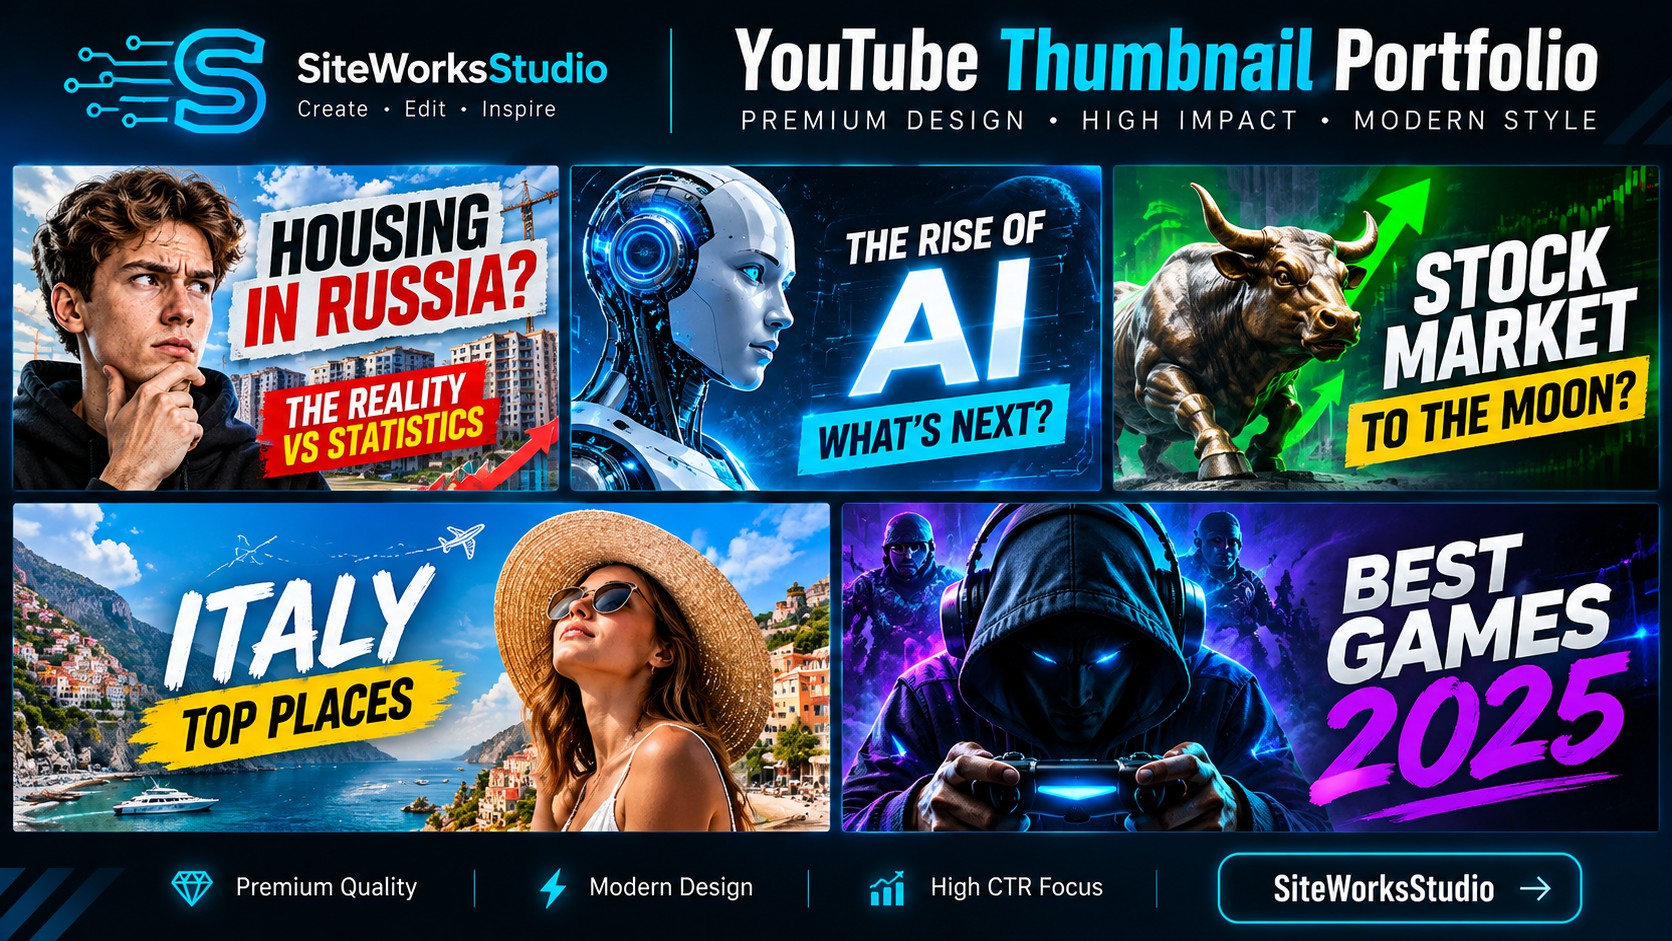 S
SiteWorksStudio
Create • Edit • Inspire
YouTube Thumbnail Portfolio
PREMIUM DESIGN • HIGH IMPACT • MODERN STYLE
HOUSING
IN RUSSIA?
THE REALITY
VS STATISTICS
THE RISE OF
AI
WHAT'S NEXT?
STOCK
MARKET
TO THE MOON?
ITALY
TOP PLACES
BEST
GAMES
2025
Premium Quality
Modern Design
High CTR Focus
SiteWorksStudio →